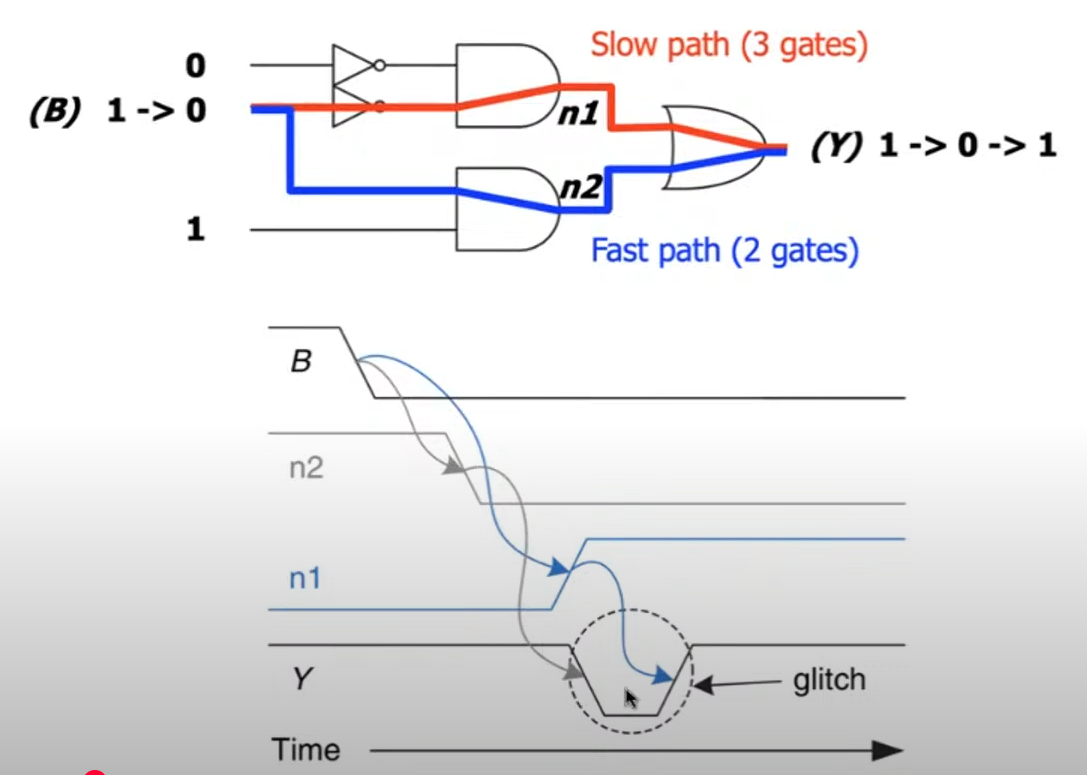 Slow path (3 gates)
0
(B) 1 -> 0
n1
(Y) 1 -> 0 -> 1
n2
1
Fast path (2 gates)
B
n2
n1
Y
glitch
Time